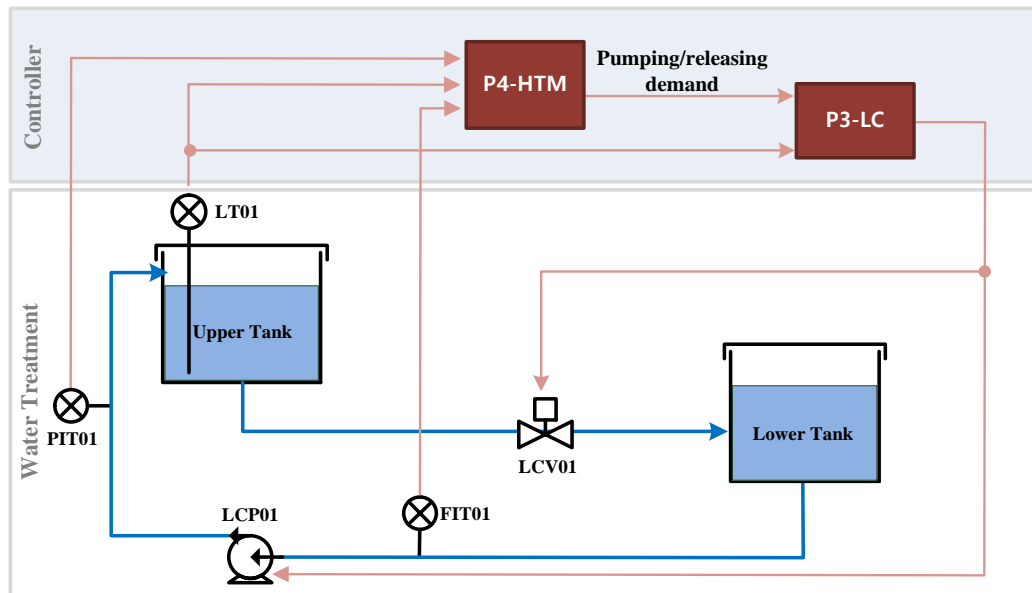 Controller
P4-HTM
Pumping/releasing
demand
P3-LC
Water Treatment
LT01
Upper Tank
PIT01
LCV01
Lower Tank
LCP01
FIT01